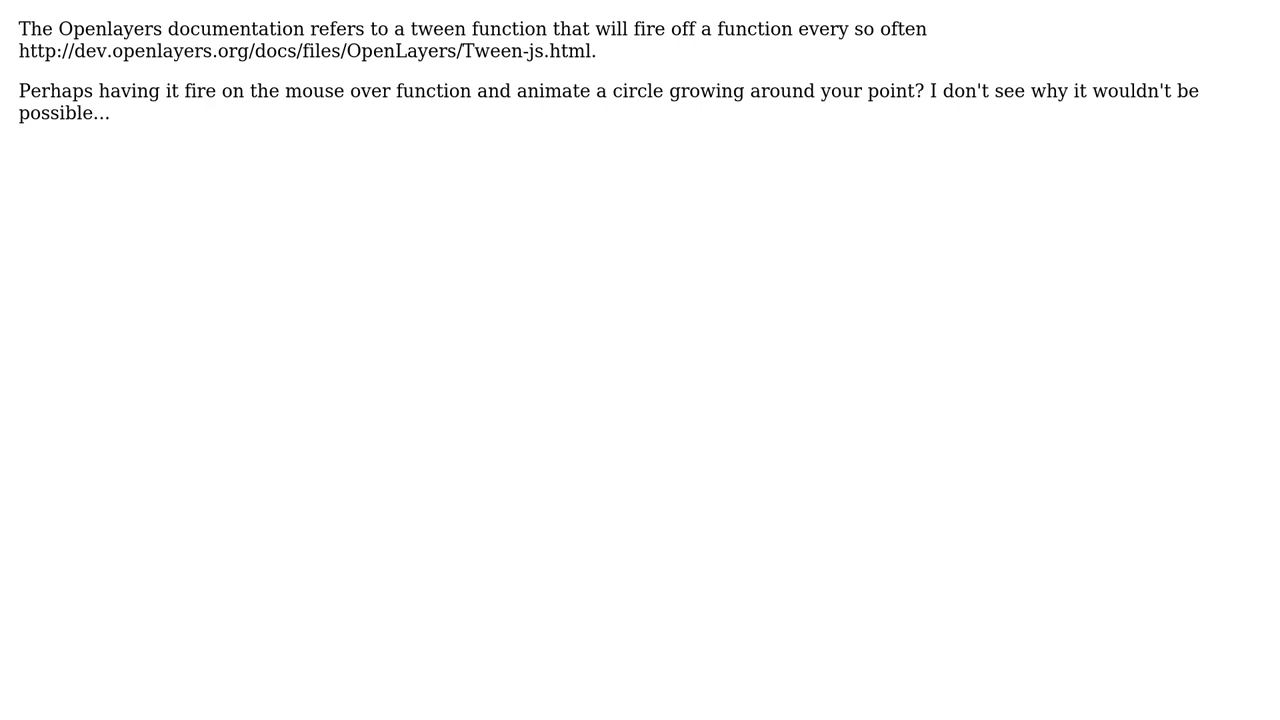 The Openlayers documentation refers to a tween function that will fire off a function every so often
http://dev.openlayers.org/docs/files/OpenLayers/Tween-js.html.
Perhaps having it fire on the mouse over function and animate a circle growing around your point? I don't see why it wouldn't be
possible...